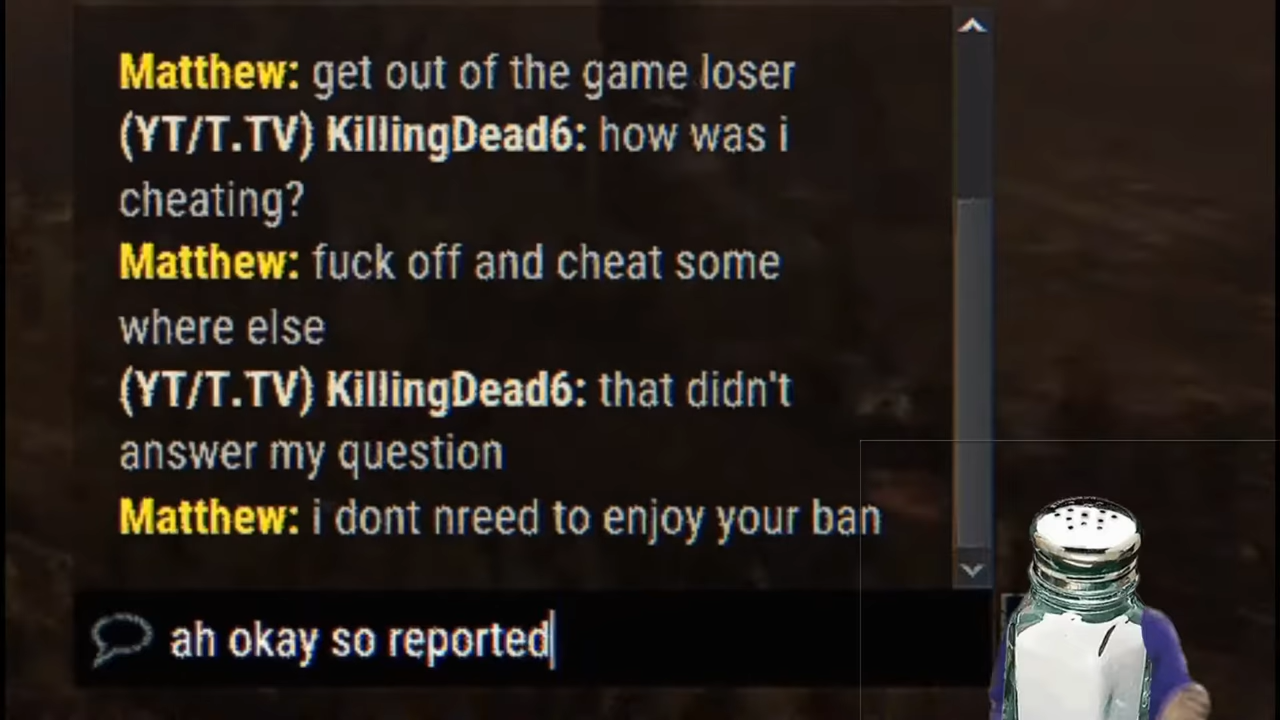 Matthew: get out of the game loser
(YT/T.TV) KillingDead6: how was i
cheating?
Matthew: fuck off and cheat some
where else
(YT/T.TV) KillingDead6: that didn't
answer my question
Matthew: i dont nreed to enjoy your ban
ah okay so reported